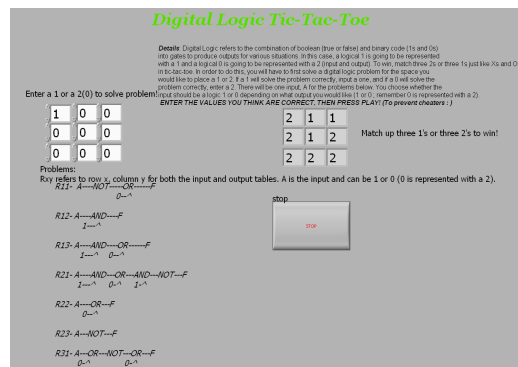 Digital Logic Tic-Tac-Toe
Details: Digital Logic refers to the combination of boolean (true or false) and binary code (1s and 0s)
into gates to produce outputs for various situations. In this case, a logical 1 is going to be represented
with a 1 and a logical 0 is going to be represented with a 2 (input and output). To win, match three 2s or three 1s just like Xs and O
in tic-tac-toe. In order to do this, you will have to first solve a digital logic problem for the space you
would like to place a 1 or 2. If a 1 will solve the problem correctly, input a one, and if a 0 will solve the
problem correctly, enter a 2. There will be one input, A for the problems below. You choose whether the
input should be a logic 1 or 0 depending on what output you would like (1 or 0; remember 0 is represented with a 2).
ENTER THE VALUES YOU THINK ARE CORRECT, THEN PRESS PLAY! (To prevent cheaters : )
Enter a 1 or a 2(0) to solve problem!
1 0 0
0 0 0
0 0 0
2 1 1
2 1 2
2 2 2
Match up three 1's or three 2's to win!
Problems:
Rxy refers to row x, column y for both the input and output tables. A is the input and can be 1 or 0 (0 is represented with a 2).
R11- A----NOT-----OR------F
0--^
R12- A----AND----F
1---^
R13- A----AND----OR------F
1---^ 0--^
R21- A----AND---OR---AND---NOT---F
1---^ 0-^ 1-^
R22- A----OR---F
0--^
R23- A---NOT---F
R31- A---OR---NOT---OR---F
0-^ 0-^
stop
STOP